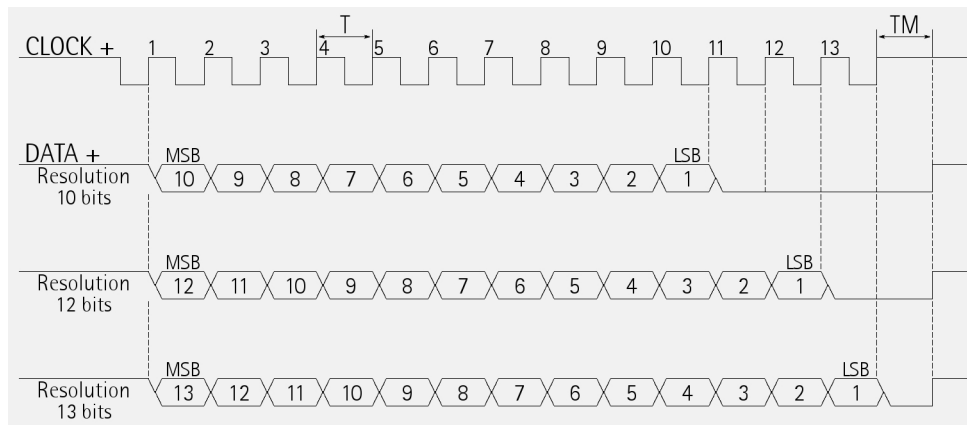 T TM
CLOCK + 1 2 3 4 5 6 7 8 9 10 11 12 13
DATA + MSB LSB
Resolution 10 9 8 7 6 5 4 3 2 1
10 bits
MSB LSB
Resolution 12 11 10 9 8 7 6 5 4 3 2 1
12 bits
MSB LSB
Resolution 13 12 11 10 9 8 7 6 5 4 3 2 1
13 bits